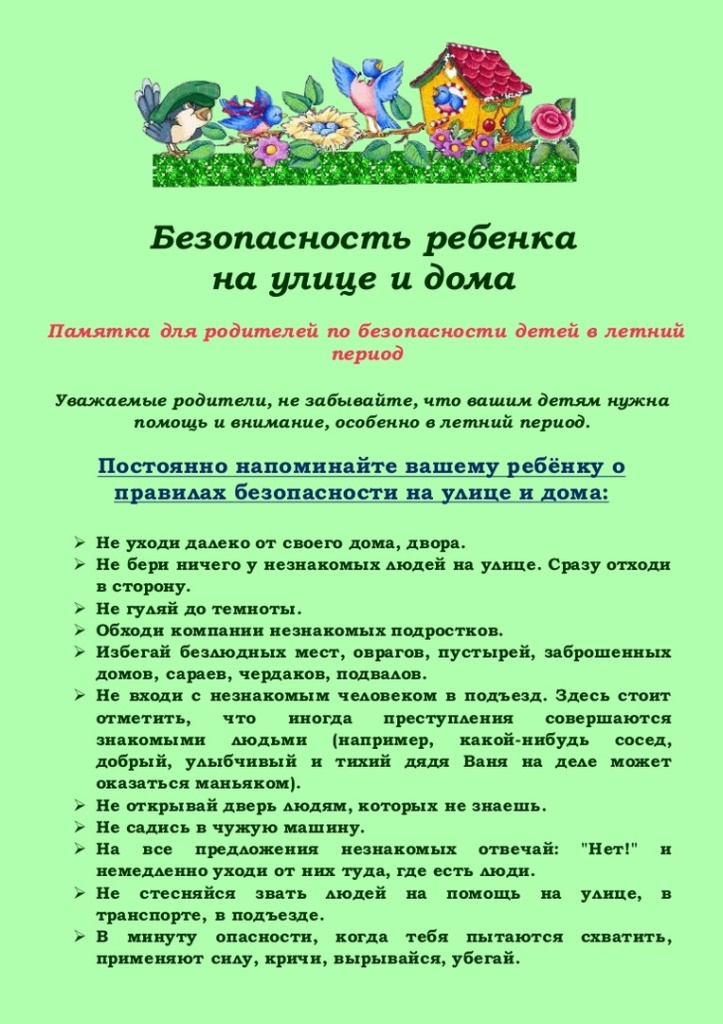 Безопасность ребенка
на улице и дома
Памятка для родителей по безопасности детей в летний
период
Уважаемые родители, не забывайте, что вашим детям нужна
помощь и внимание, особенно в летний период.
Постоянно напоминайте вашему ребёнку о
правилах безопасности на улице и дома:
➢ Не уходи далеко от своего дома, двора.
➢ Не бери ничего у незнакомых людей на улице. Сразу отходи
в сторону.
➢ Не гуляй до темноты.
➢ Обходи компании незнакомых подростков.
➢ Избегай безлюдных мест, оврагов, пустырей, заброшенных
домов, сараев, чердаков, подвалов.
➢ Не входи с незнакомым человеком в подъезд. Здесь стоит
отметить, что иногда преступления совершаются
знакомыми людьми (например, какой-нибудь сосед,
добрый, улыбчивый и тихий дядя Ваня на деле может
оказаться маньяком).
➢ Не открывай дверь людям, которых не знаешь.
➢ Не садись в чужую машину.
➢ На все предложения незнакомых отвечай: "Нет!" и
немедленно уходи от них туда, где есть люди.
➢ Не стесняйся звать людей на помощь на улице, в
транспорте, в подъезде.
➢ В минуту опасности, когда тебя пытаются схватить,
применяют силу, кричи, вырывайся, убегай.